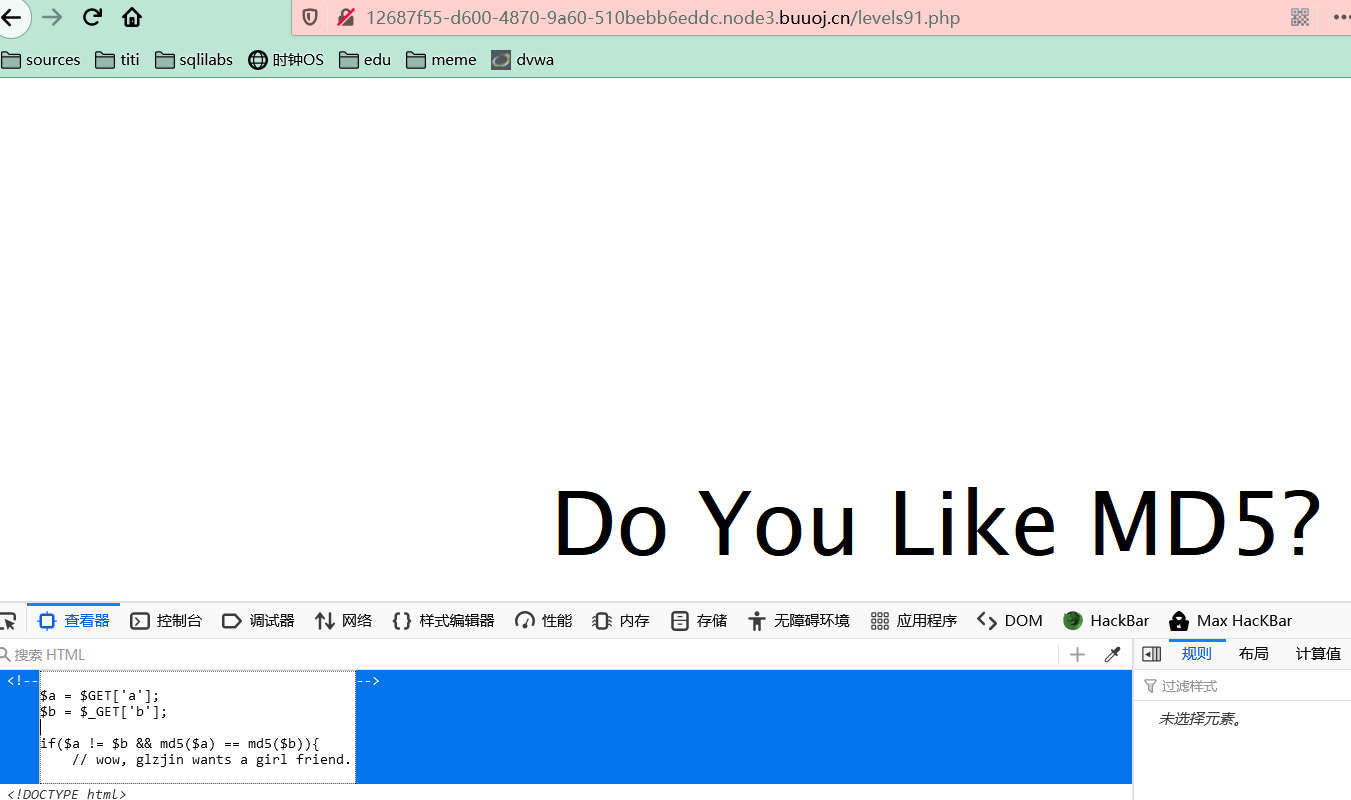 12687f55-d600-4870-9a60-510bebb6eddc.node3.buuoj.cn/levels91.php
sources titi sqlilabs 时钟OS edu meme dvwa
Do You Like MD5?
查看器 控制台 调试器 网络 {} 样式编辑器 性能 内存 存储 无障碍环境 应用程序 DOM HackBar Max HacKBar
搜索 HTML
规则 布局 计算值
过滤样式
未选择元素。
<!--
$a = $GET['a'];
$b = $_GET['b'];
if($a != $b && md5($a) == md5($b)){
// wow, glzjin wants a girl friend.
-->
<!DOCTYPE html>